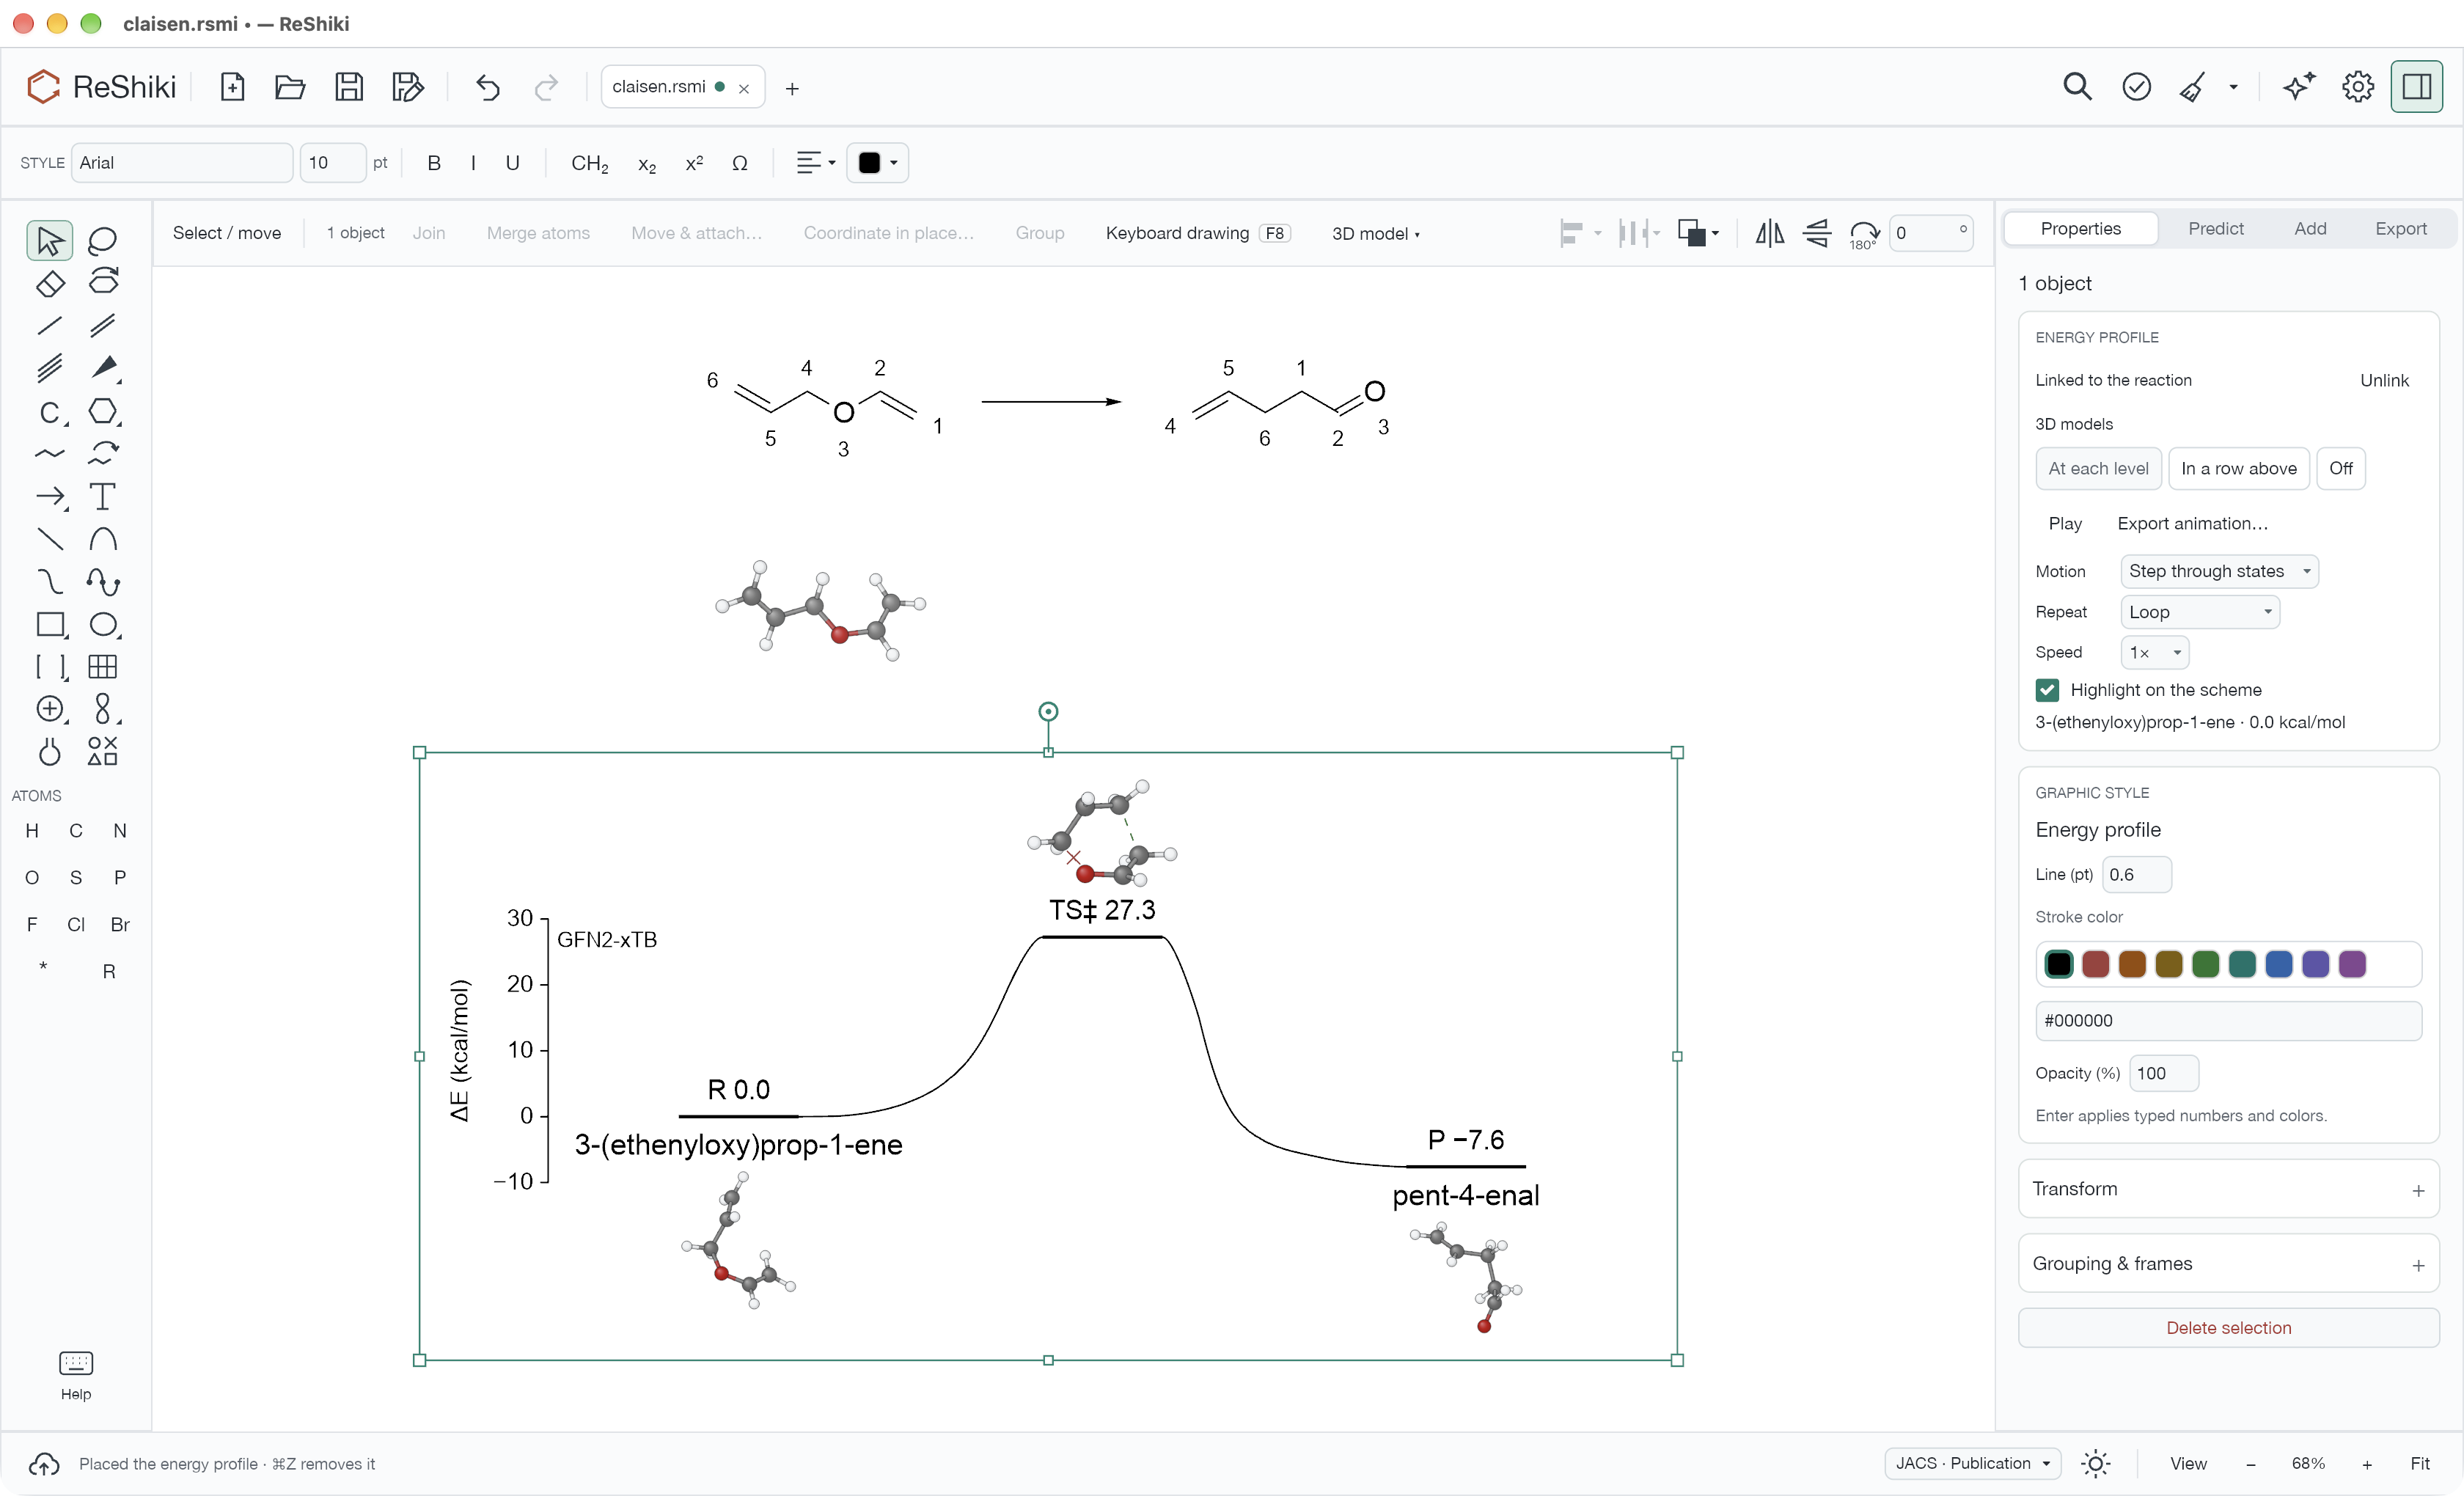 claisen.rsmi • — ReShiki
ReShiki
claisen.rsmi
STYLE Arial 10 pt B I U CH₂ x₂ x² Ω
Select / move 1 object Join Merge atoms Move & attach... Coordinate in place... Group Keyboard drawing F8 3D model 180° 0 °
Properties Predict Add Export
1 object
ENERGY PROFILE
Linked to the reaction Unlink
3D models
At each level In a row above Off
Play Export animation...
Motion Step through states
Repeat Loop
Speed 1×
Highlight on the scheme
3-(ethenyloxy)prop-1-ene · 0.0 kcal/mol
GRAPHIC STYLE
Energy profile
Line (pt) 0.6
Stroke color
#000000
Opacity (%) 100
Enter applies typed numbers and colors.
Transform +
Grouping & frames +
Delete selection
C
T
ATOMS
H C N
O S P
F Cl Br
* R
Help
6 4 2
O
5 3 1
5 1
O
4 6 2 3
TS‡ 27.3
30
GFN2-xTB
20
10
0
−10
ΔE (kcal/mol)
R 0.0
3-(ethenyloxy)prop-1-ene
P −7.6
pent-4-enal
Placed the energy profile · ⌘Z removes it
JACS · Publication View − 68% + Fit